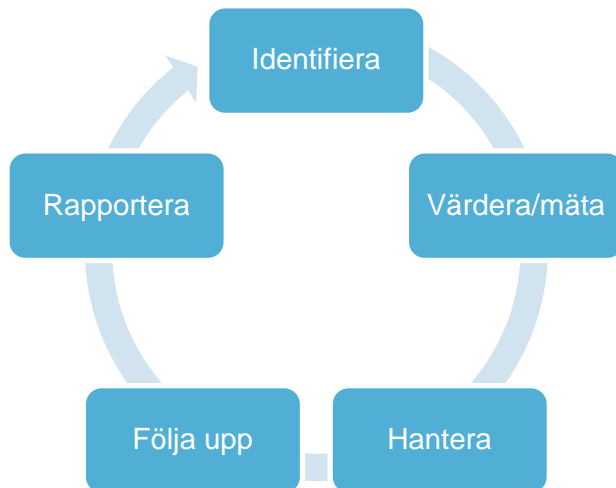 Identifiera
Värdera/mäta
Hantera
Följa upp
Rapportera